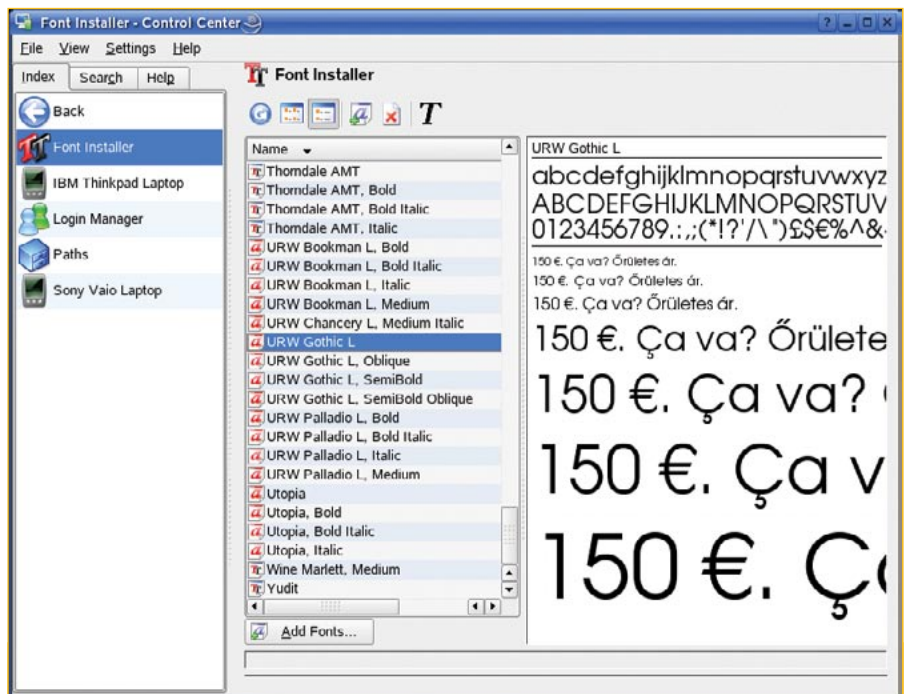 Font Installer - Control Center
File View Settings Help
Index Search Help
Back
Font Installer
IBM Thinkpad Laptop
Login Manager
Paths
Sony Vaio Laptop
Font Installer
Name
Thorndale AMT
Thorndale AMT, Bold
Thorndale AMT, Bold Italic
Thorndale AMT, Italic
URW Bookman L, Bold
URW Bookman L, Bold Italic
URW Bookman L, Italic
URW Bookman L, Medium
URW Chancery L, Medium Italic
URW Gothic L
URW Gothic L, Oblique
URW Gothic L, SemiBold
URW Gothic L, SemiBold Oblique
URW Palladio L, Bold
URW Palladio L, Bold Italic
URW Palladio L, Italic
URW Palladio L, Medium
Utopia
Utopia, Bold
Utopia, Bold Italic
Utopia, Italic
Wine Marlett, Medium
Yudit
Add Fonts...
URW Gothic L
abcdefghijklmnopqrstuvwxyz
ABCDEFGHIJKLMNOPQRSTUV
0123456789.:,;(*!?'/\")£$€%^&
150 €. Ça va? Őrületes ár.
150 €. Ça va? Őrületes ár.
150 €. Ça va? Őrületes ár.
150 €. Ça va? Őrülete
150 €. Ça va?
150 €. Ça v
150 €. Ç